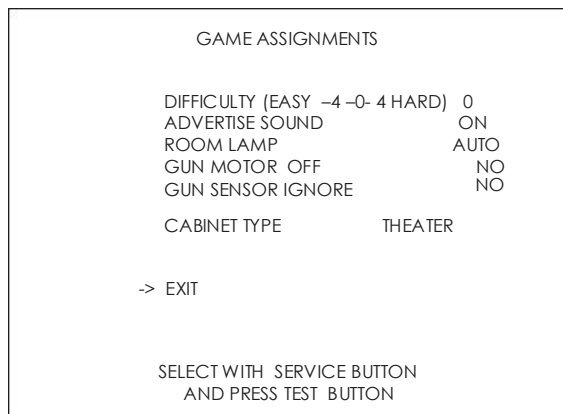 GAME ASSIGNMENTS
DIFFICULTY (EASY –4 –0- 4 HARD) 0
ADVERTISE SOUND ON
ROOM LAMP AUTO
GUN MOTOR OFF NO
GUN SENSOR IGNORE NO
CABINET TYPE THEATER
-> EXIT
SELECT WITH SERVICE BUTTON
AND PRESS TEST BUTTON